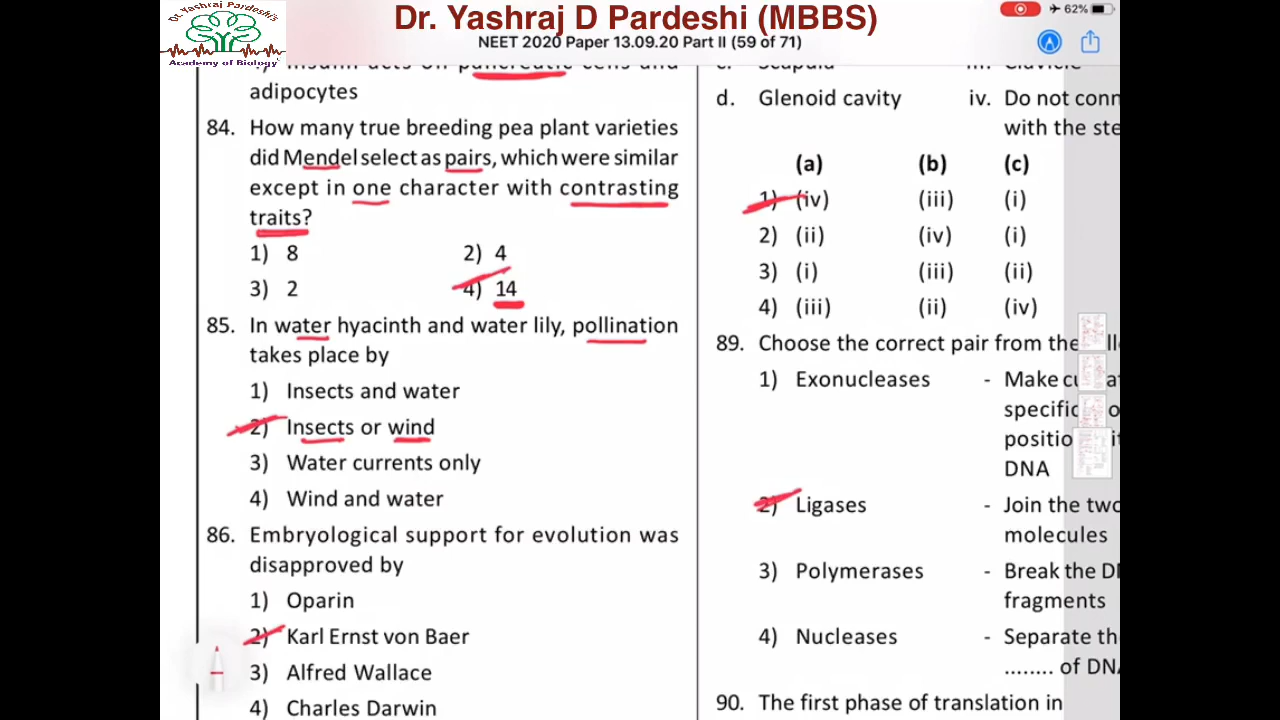 Dr. Yashraj Pardeshi's
Academy of Biology
Dr. Yashraj D Pardeshi (MBBS)
62%
NEET 2020 Paper 13.09.20 Part II (59 of 71)
adipocytes
84. How many true breeding pea plant varieties
did Mendel select as pairs, which were similar
except in one character with contrasting
traits?
1) 8 2) 4
3) 2 4) 14
85. In water hyacinth and water lily, pollination
takes place by
1) Insects and water
2) Insects or wind
3) Water currents only
4) Wind and water
86. Embryological support for evolution was
disapproved by
1) Oparin
2) Karl Ernst von Baer
3) Alfred Wallace
4) Charles Darwin
d. Glenoid cavity iv. Do not conn
with the ste
(a) (b) (c)
1) (iv) (iii) (i)
2) (ii) (iv) (i)
3) (i) (iii) (ii)
4) (iii) (ii) (iv)
89. Choose the correct pair from the
1) Exonucleases - Make
specific
positio
DNA
2) Ligases - Join the two
molecules
3) Polymerases - Break the D
fragments
4) Nucleases - Separate th
........ of DNA
90. The first phase of translation in